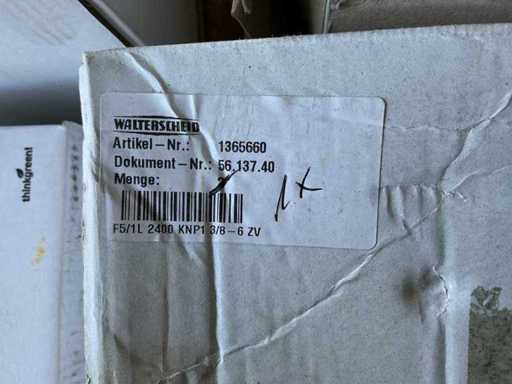 WALTERSCHEID
Artikel-Nr.: 1365660
Dokument-Nr.: 56.137.40
Menge:
F5/1L 2400 KNP1 3/8-6 ZV
thinkgreen!